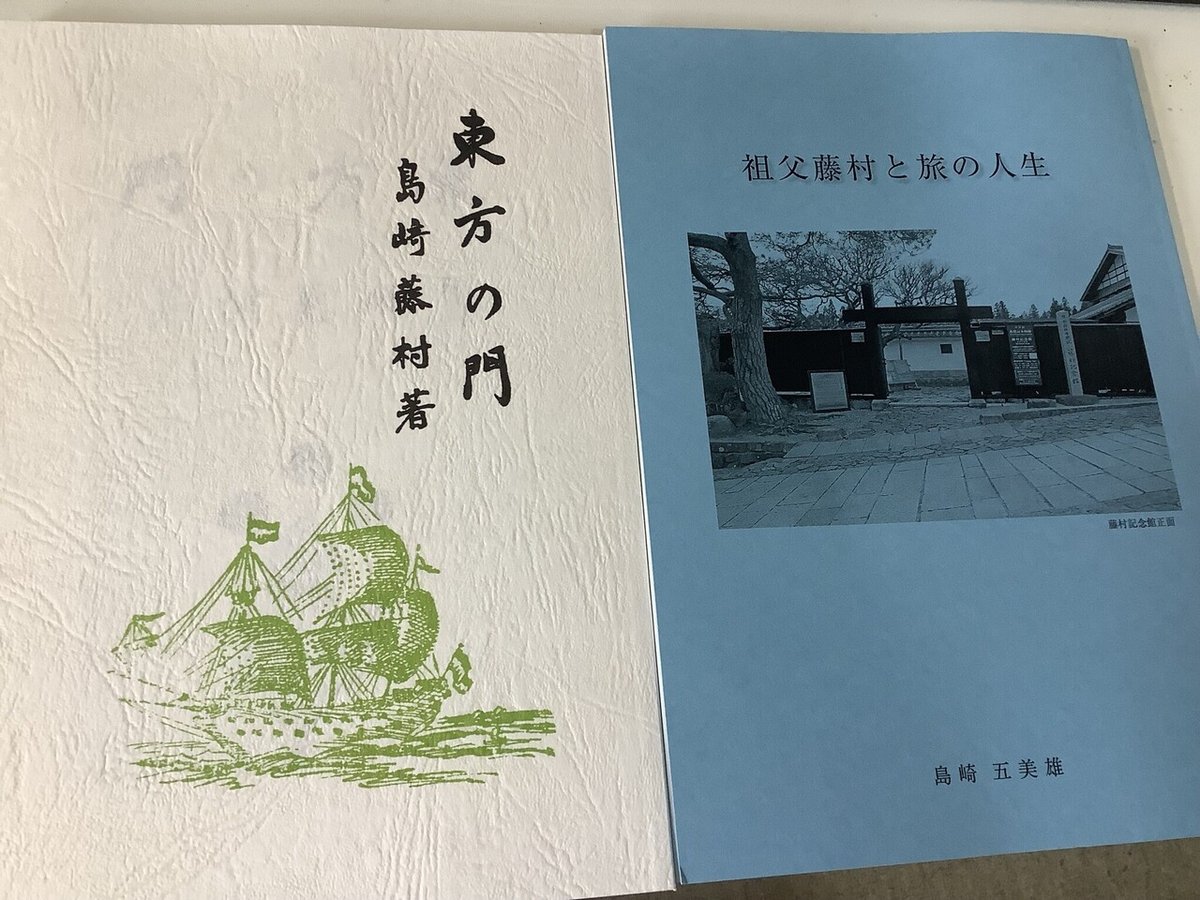 東方の門
島崎藤村著
祖父藤村と旅の人生
藤村記念館正面
島崎 五美雄